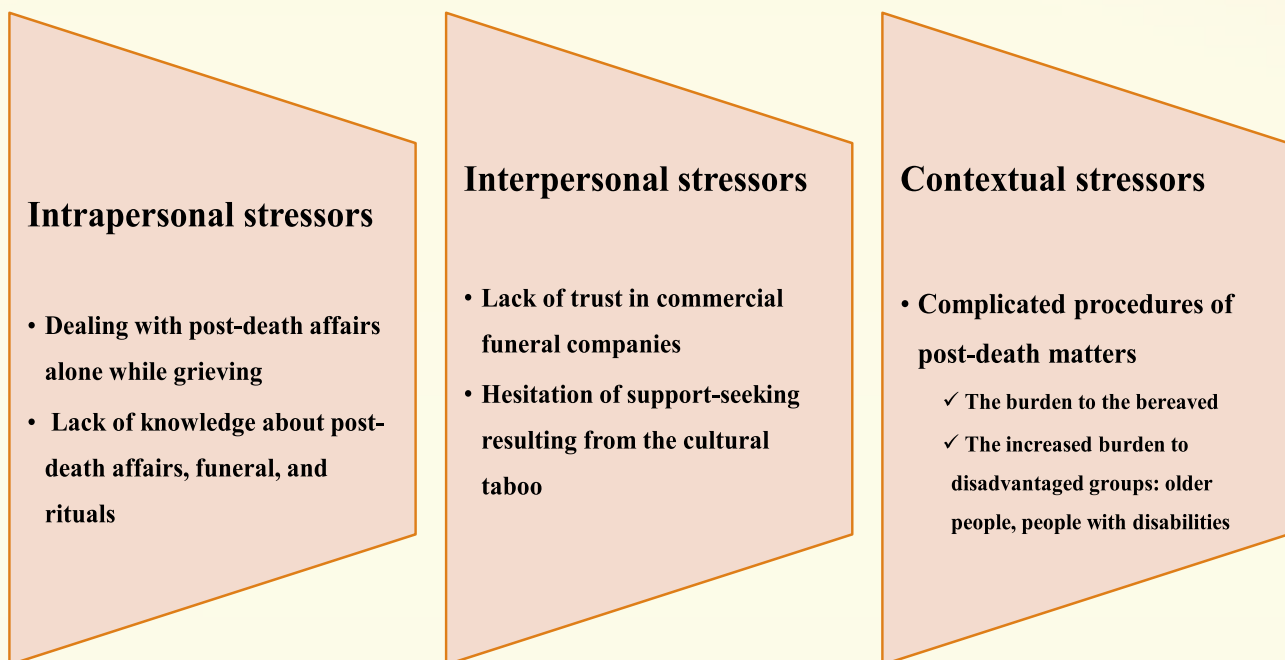 Intrapersonal stressors
• Dealing with post-death affairs
alone while grieving
• Lack of knowledge about post-
death affairs, funeral, and
rituals
Interpersonal stressors
• Lack of trust in commercial
funeral companies
• Hesitation of support-seeking
resulting from the cultural
taboo
Contextual stressors
• Complicated procedures of
post-death matters
✓ The burden to the bereaved
✓ The increased burden to
disadvantaged groups: older
people, people with disabilities